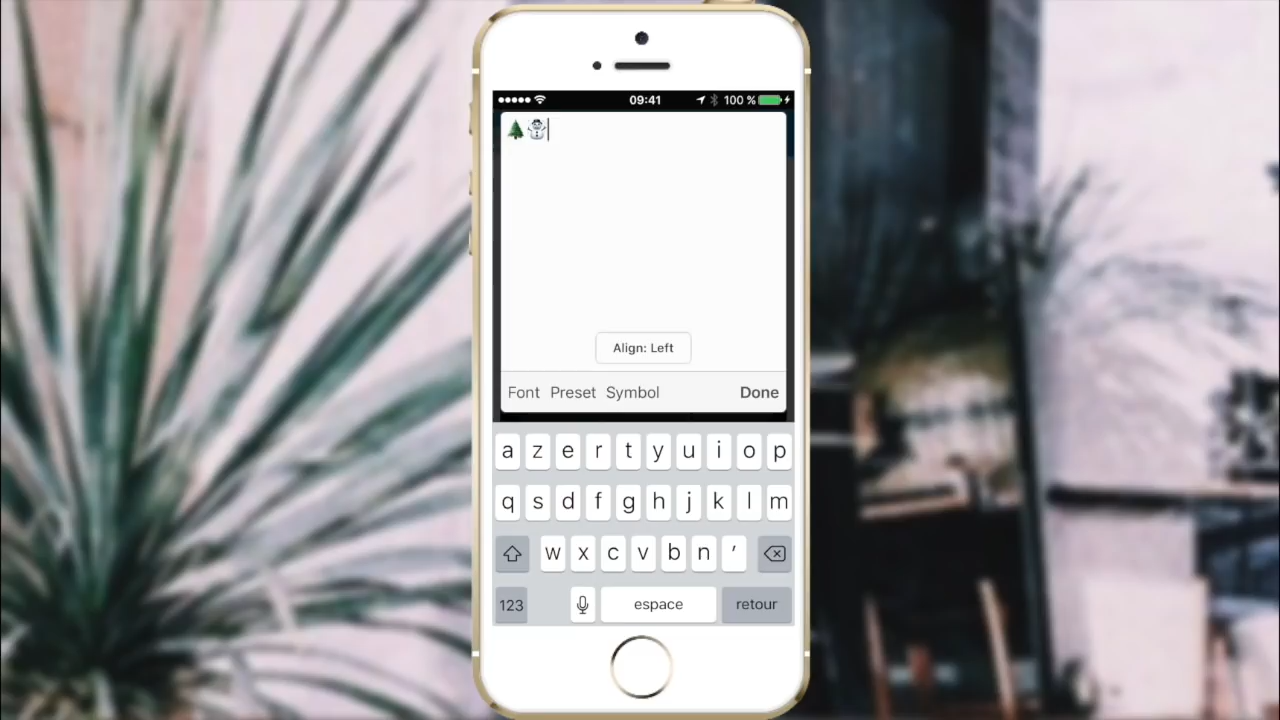 09:41 100 %
🌲☃
Align: Left
Font Preset Symbol Done
a z e r t y u i o p
q s d f g h j k l m
w x c v b n ’
123 espace retour